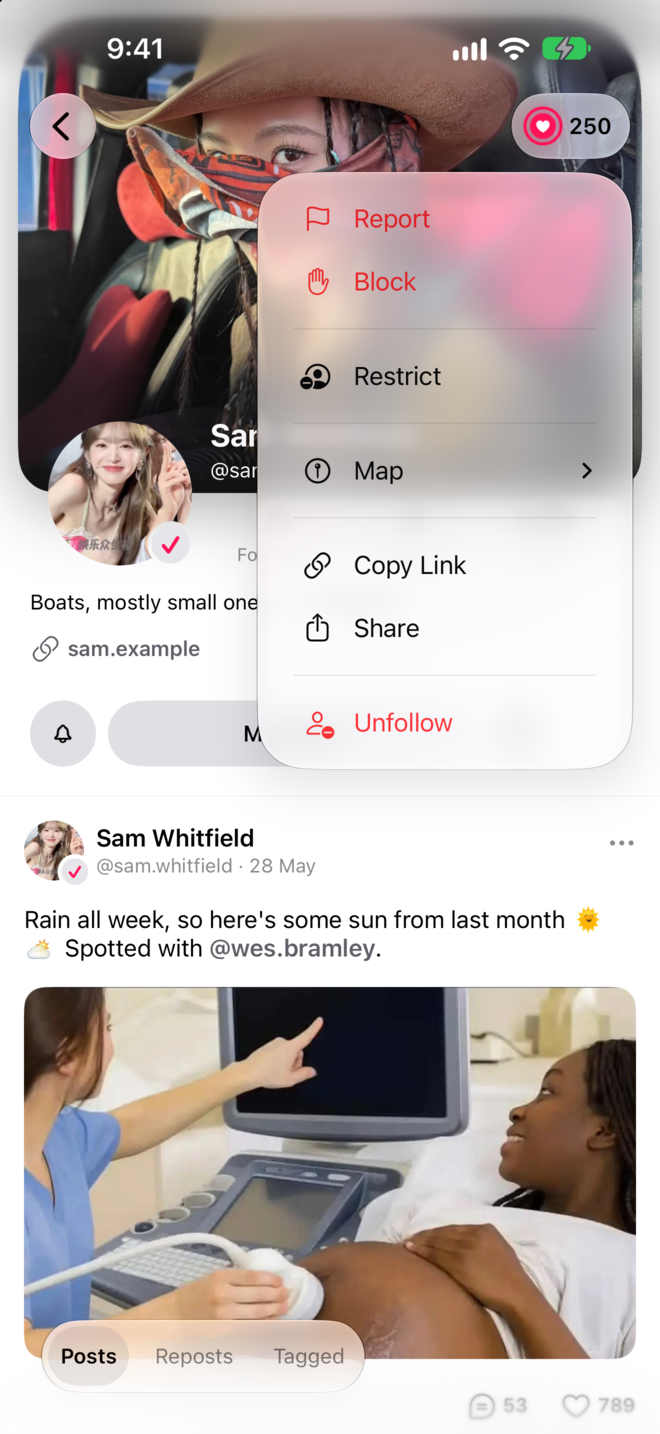 9:41
250
Report
Block
Restrict
Map
Copy Link
Share
Unfollow
Boats, mostly small one
sam.example
Sam Whitfield
@sam.whitfield · 28 May
Rain all week, so here's some sun from last month 🌞
⛅ Spotted with @wes.bramley.
Posts Reposts Tagged
53 789